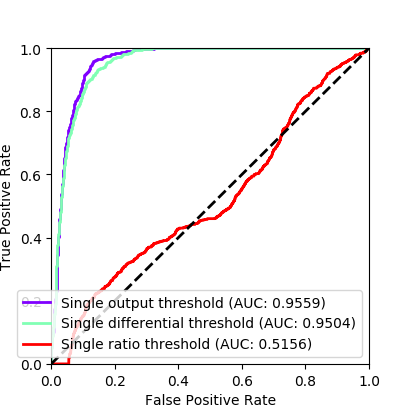 1.0
0.8
0.6
0.4
0.2
0.0
True Positive Rate
Single output threshold (AUC: 0.9559)
Single differential threshold (AUC: 0.9504)
Single ratio threshold (AUC: 0.5156)
0.0 0.2 0.4 0.6 0.8 1.0
False Positive Rate